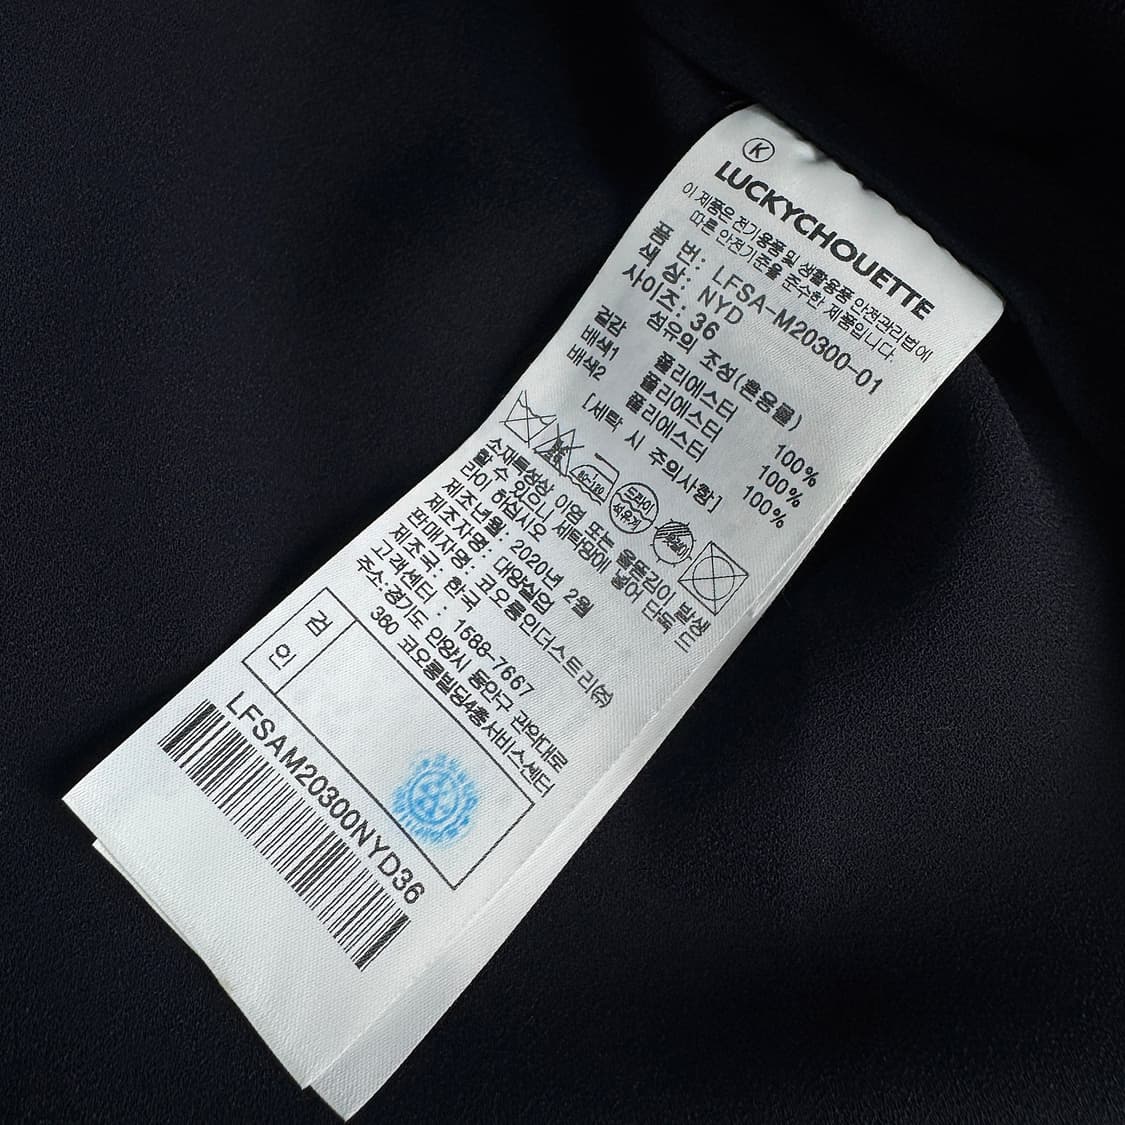 K
LUCKYCHOUETTE
이 제품은 전기용품 및 생활용품 안전관리법에
따른 안전기준을 준수한 제품입니다.
품 번: LFSA-M20300-01
색 상: NYD
사이즈: 36
섬유의 조성(혼용율)
겉감 폴리에스터 100%
배색1 폴리에스터 100%
배색2 폴리에스터 100%
[세탁 시 주의사항]
80~120
드라이
석유계
소재특성상 이염 또는 올뜯김이 발생
할 수 있으니 세탁망에 넣어 단독 드
라이 하십시오
제조년월: 2020년 2월
제조자명: 대양실업
판매자명: 코오롱인더스트리(주)
제조국: 한국
고객센터: 1588-7667
주소:경기도 안양시 동안구 관악대로
360 코오롱빌딩4층서비스센터
검
인
LFSAM20300NYD36